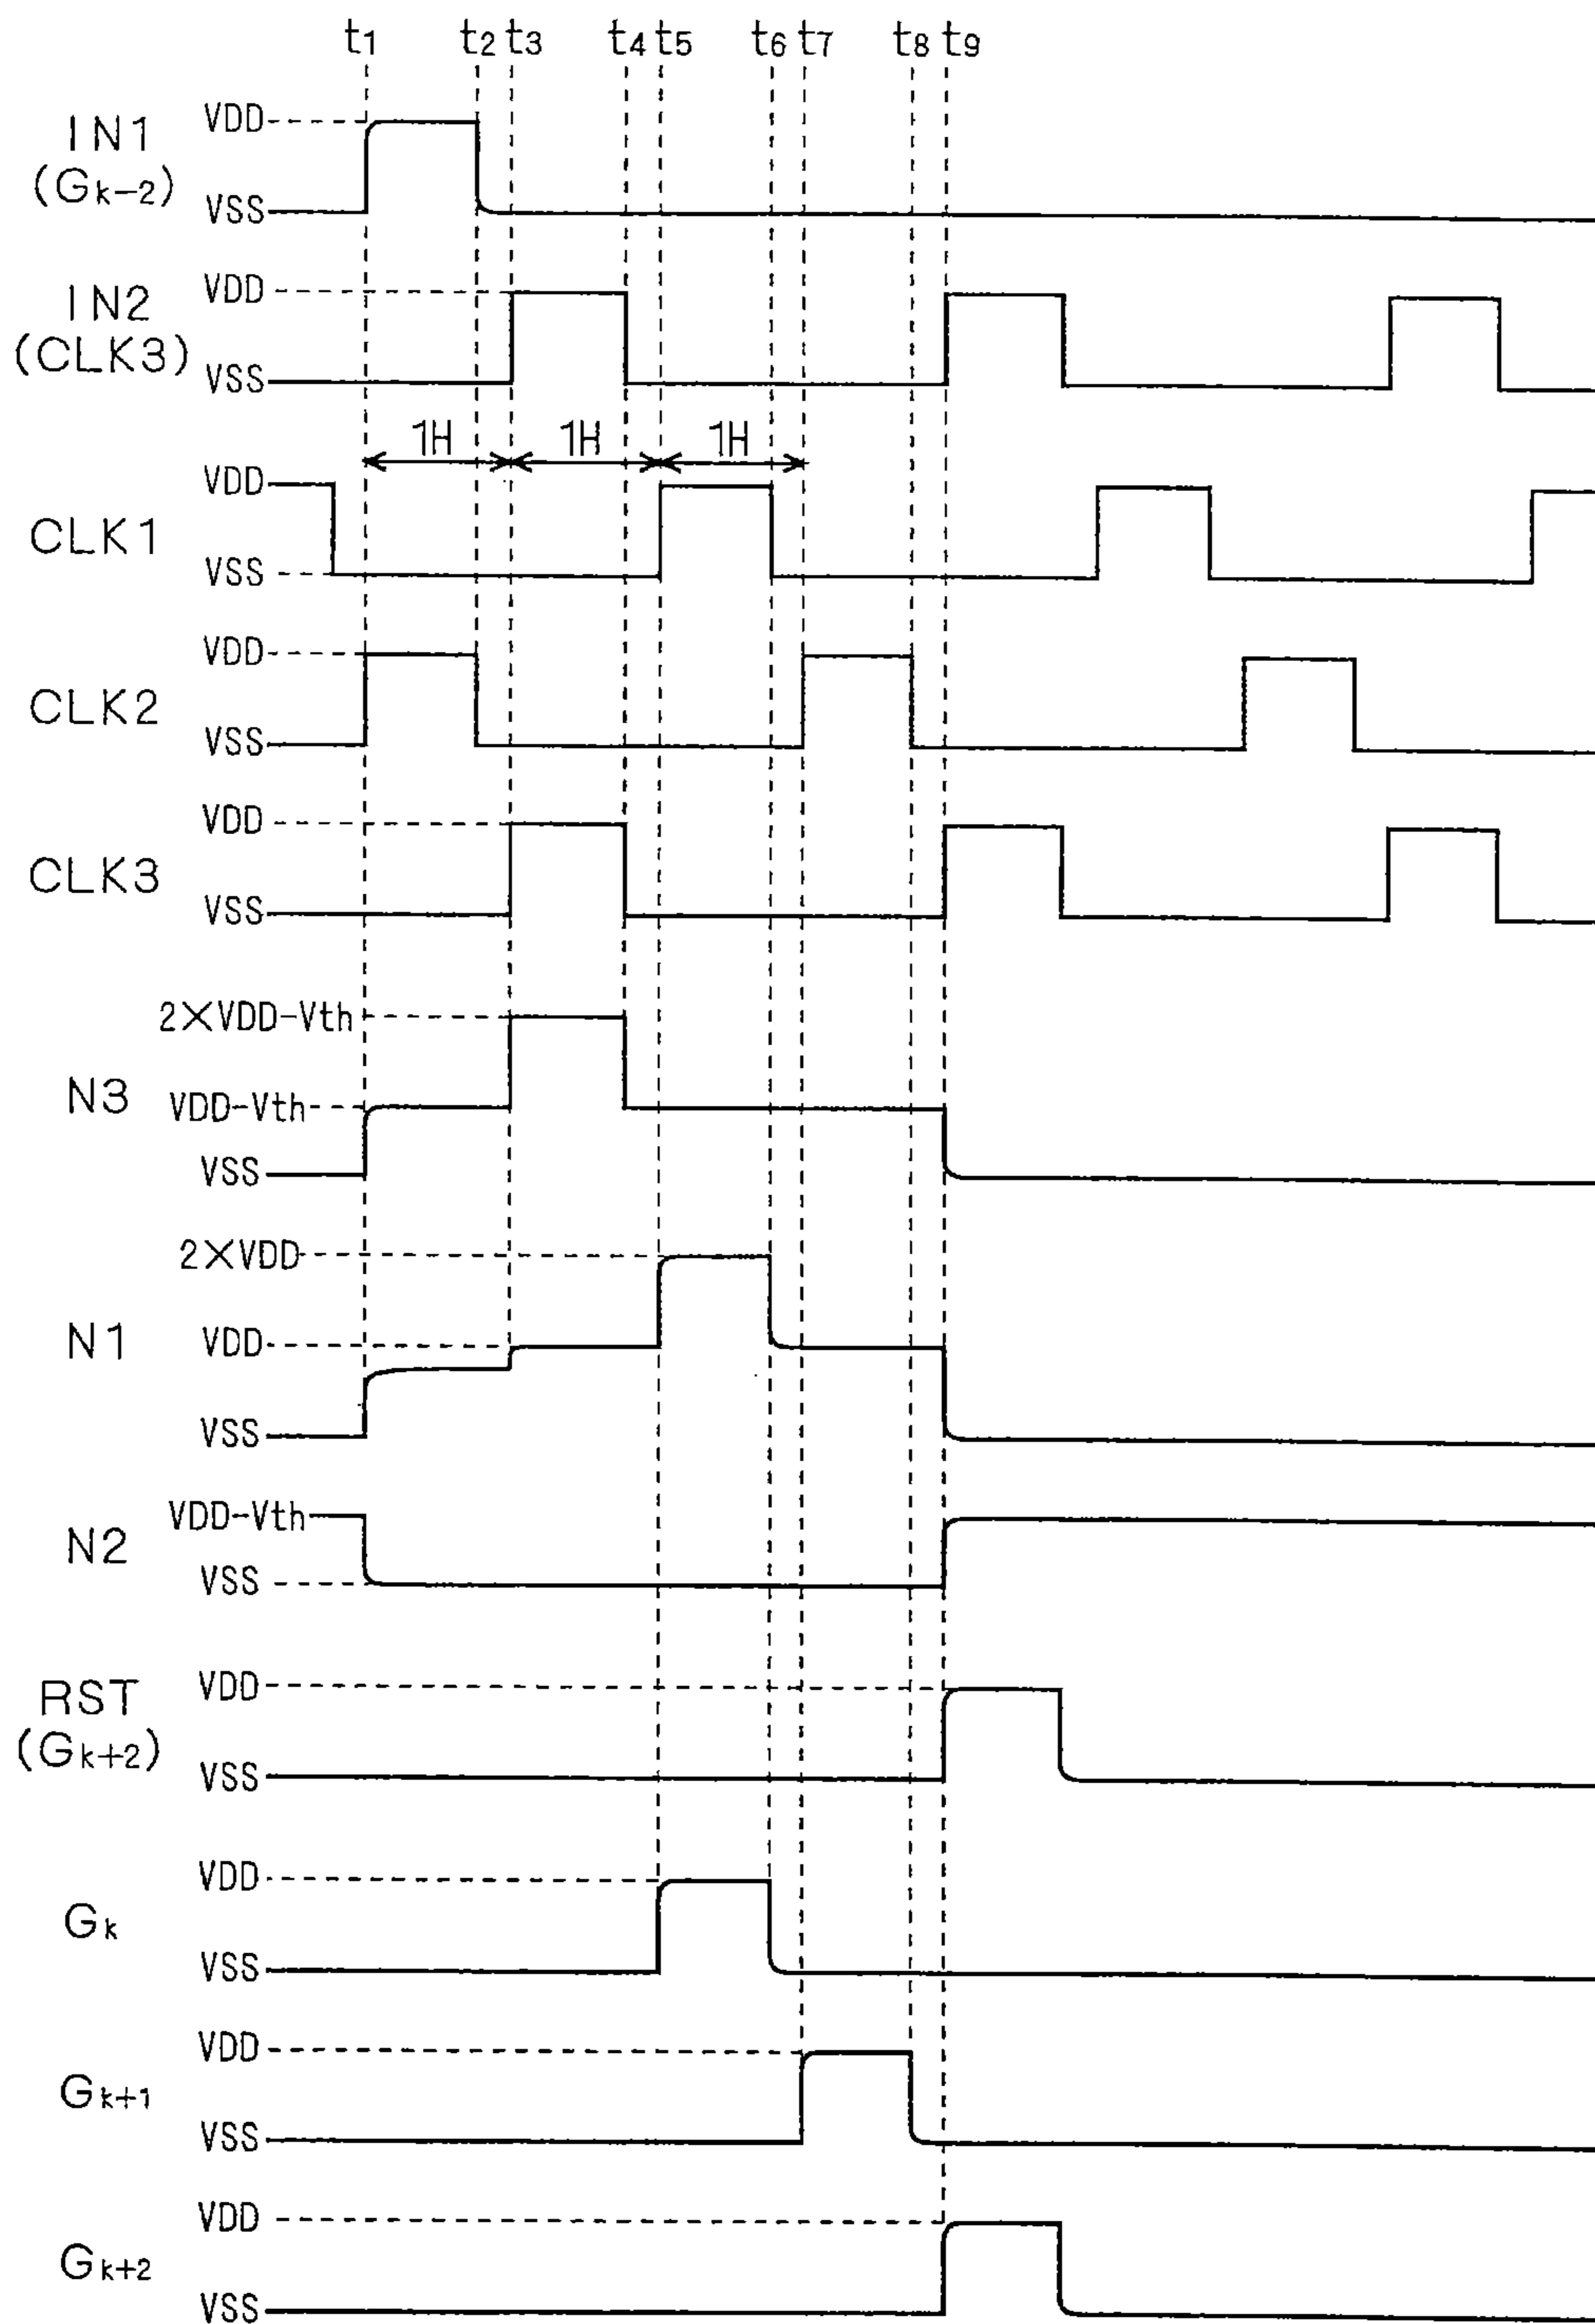 t1 t2 t3 t4 t5 t6 t7 t8 t9
IN1
(Gk-2)
VDD
VSS
IN2
(CLK3)
VDD
VSS
1H 1H 1H
CLK1
VDD
VSS
CLK2
VDD
VSS
CLK3
VDD
VSS
N3
2×VDD-Vth
VDD-Vth
VSS
N1
2×VDD
VDD
VSS
N2
VDD-Vth
VSS
RST
(Gk+2)
VDD
VSS
Gk
VDD
VSS
Gk+1
VDD
VSS
Gk+2
VDD
VSS